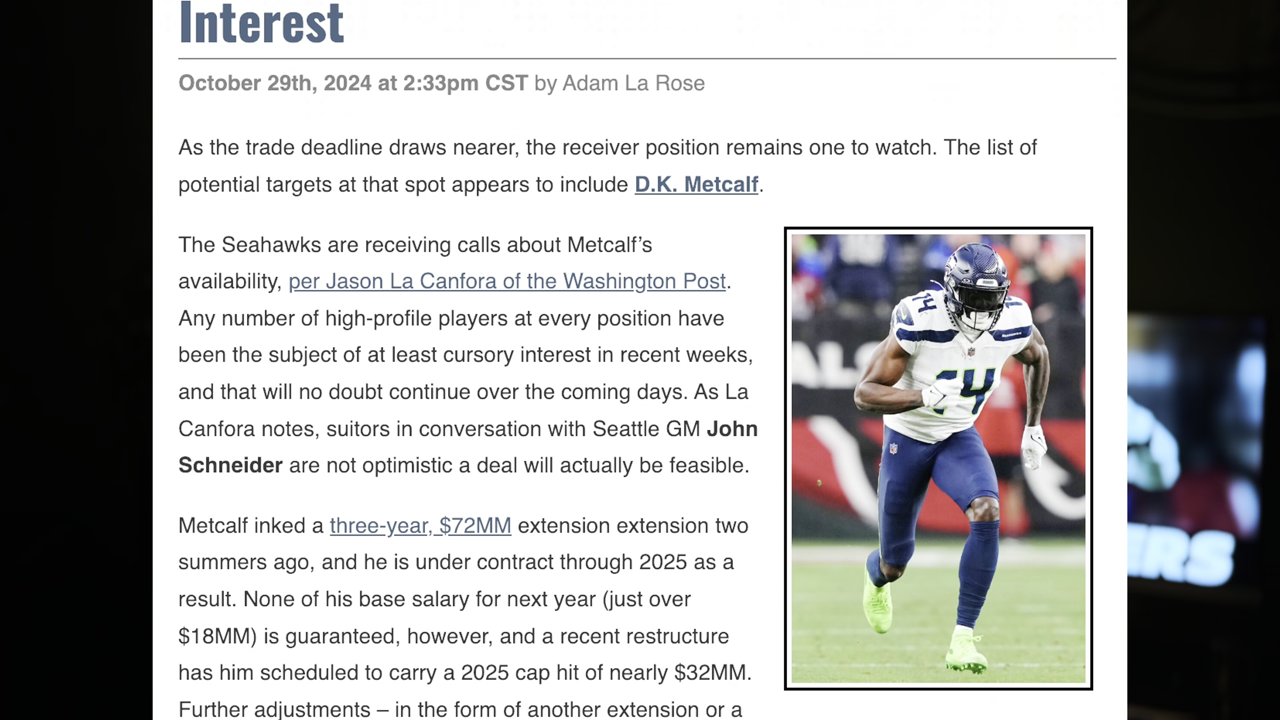 Interest
October 29th, 2024 at 2:33pm CST by Adam La Rose
As the trade deadline draws nearer, the receiver position remains one to watch. The list of
potential targets at that spot appears to include D.K. Metcalf.
The Seahawks are receiving calls about Metcalf’s
availability, per Jason La Canfora of the Washington Post.
Any number of high-profile players at every position have
been the subject of at least cursory interest in recent weeks,
and that will no doubt continue over the coming days. As La
Canfora notes, suitors in conversation with Seattle GM John
Schneider are not optimistic a deal will actually be feasible.
Metcalf inked a three-year, $72MM extension extension two
summers ago, and he is under contract through 2025 as a
result. None of his base salary for next year (just over
$18MM) is guaranteed, however, and a recent restructure
has him scheduled to carry a 2025 cap hit of nearly $32MM.
Further adjustments – in the form of another extension or a
14
14
ERS